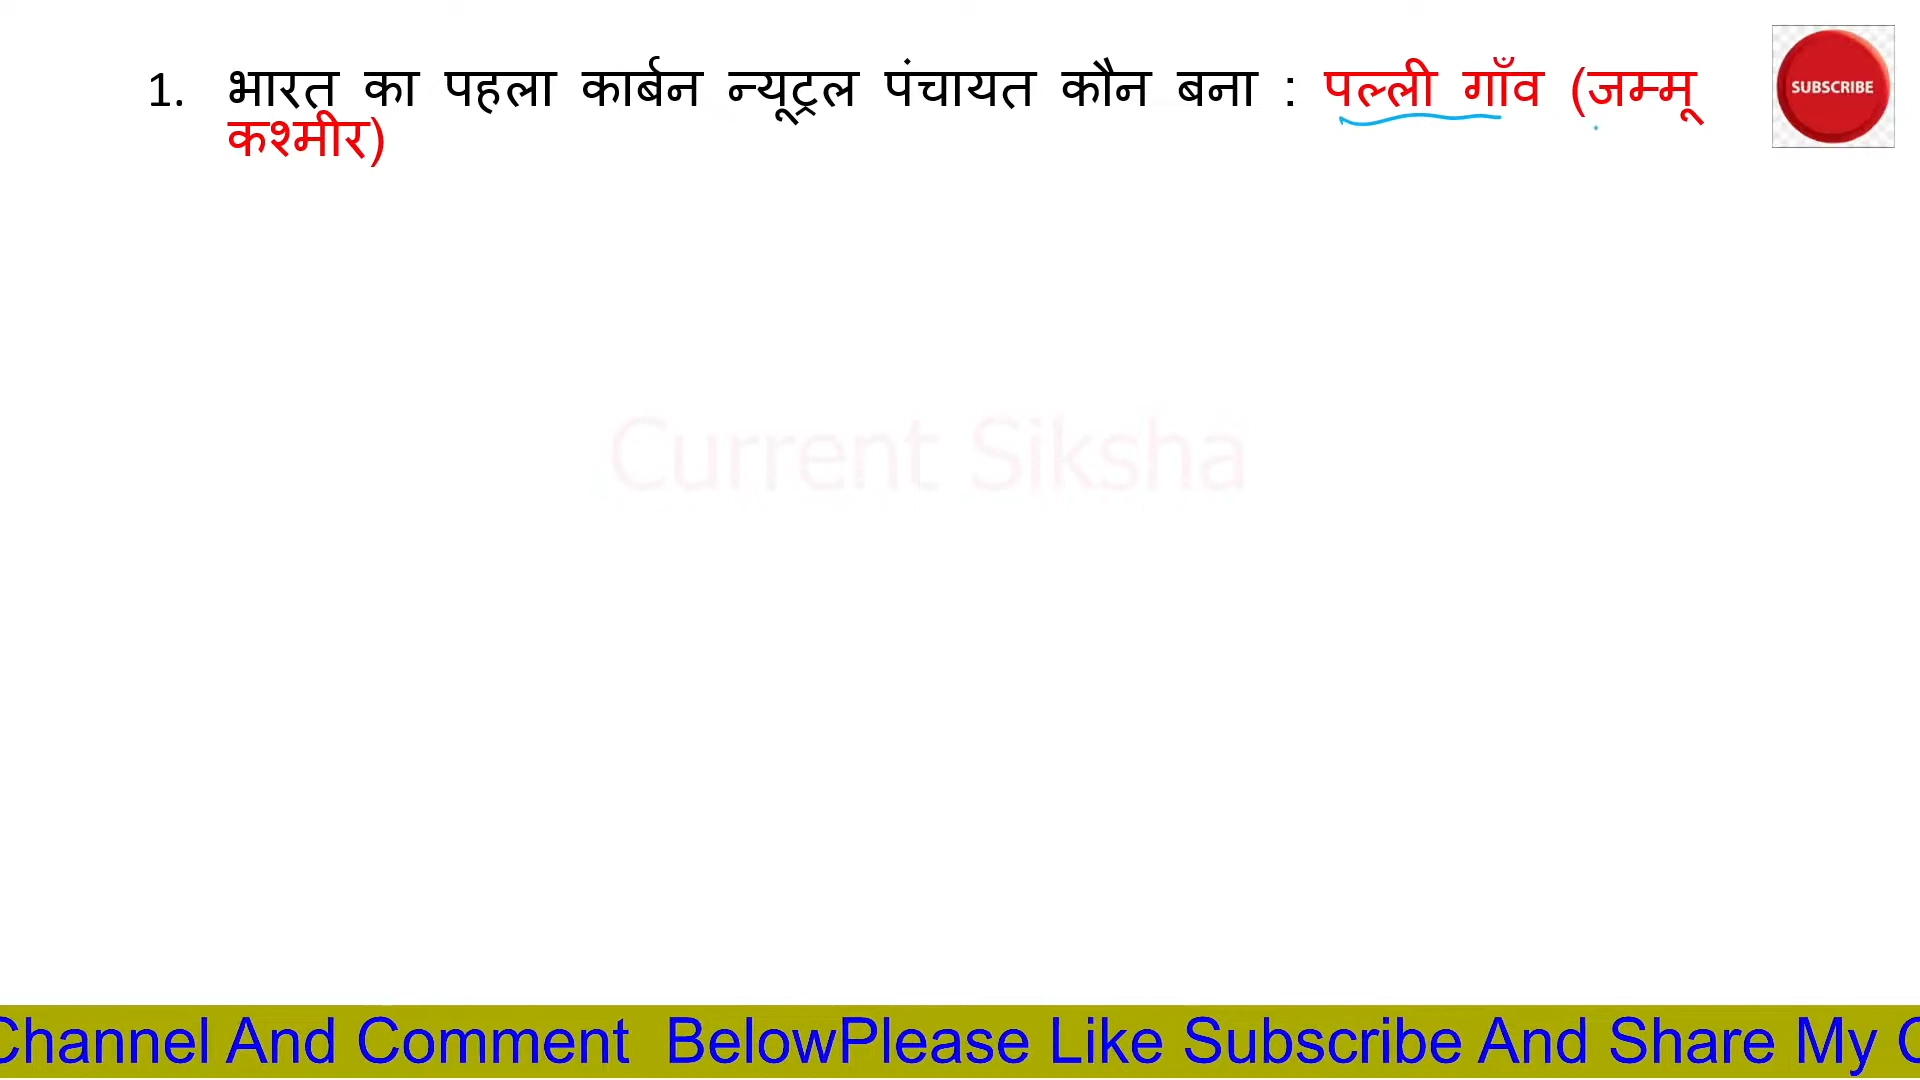 1. भारत का पहला कार्बन न्यूट्रल पंचायत कौन बना : पल्ली गाँव (जम्मू
कश्मीर)
SUBSCRIBE
Current Siksha
Channel And Comment BelowPlease Like Subscribe And Share My C